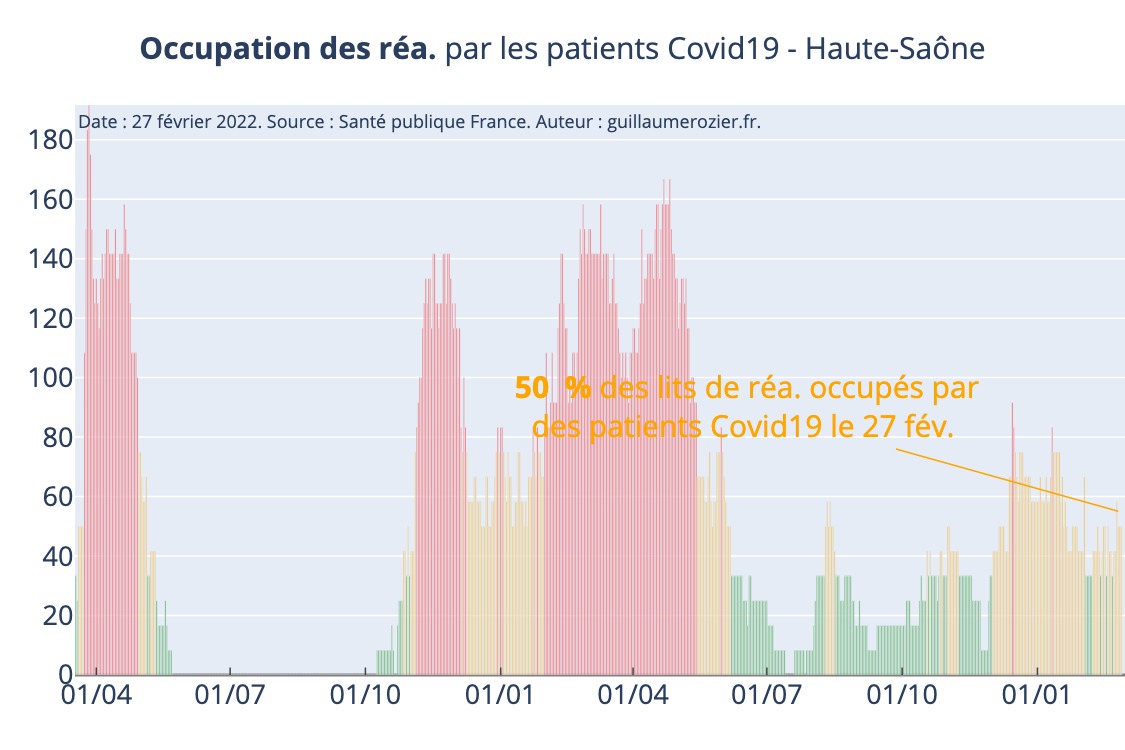 Occupation des réa. par les patients Covid19 - Haute-Saône
Date : 27 février 2022. Source : Santé publique France. Auteur : guillaumerozier.fr.
180
160
140
120
100
80
60
40
20
0
50 % des lits de réa. occupés par
des patients Covid19 le 27 fév.
01/04 01/07 01/10 01/01 01/04 01/07 01/10 01/01